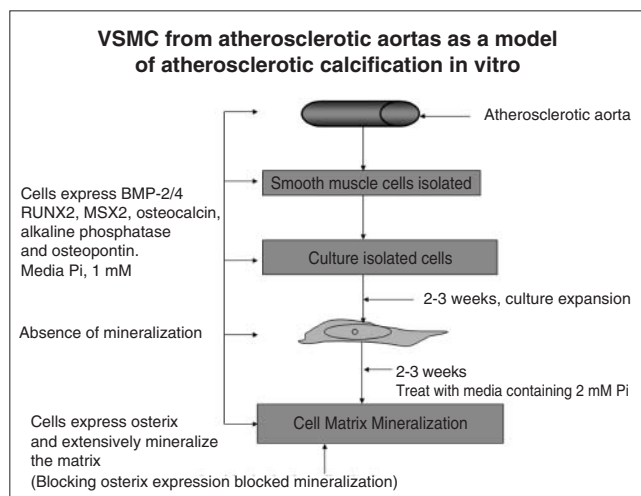 VSMC from atherosclerotic aortas as a model
of atherosclerotic calcification in vitro
Atherosclerotic aorta
Smooth muscle cells isolated
Cells express BMP-2/4
RUNX2, MSX2, osteocalcin,
alkaline phosphatase
and osteopontin.
Media Pi, 1 mM
Culture isolated cells
2-3 weeks, culture expansion
Absence of mineralization
2-3 weeks
Treat with media containing 2 mM Pi
Cell Matrix Mineralization
Cells express osterix
and extensively mineralize
the matrix
(Blocking osterix expression blocked mineralization)